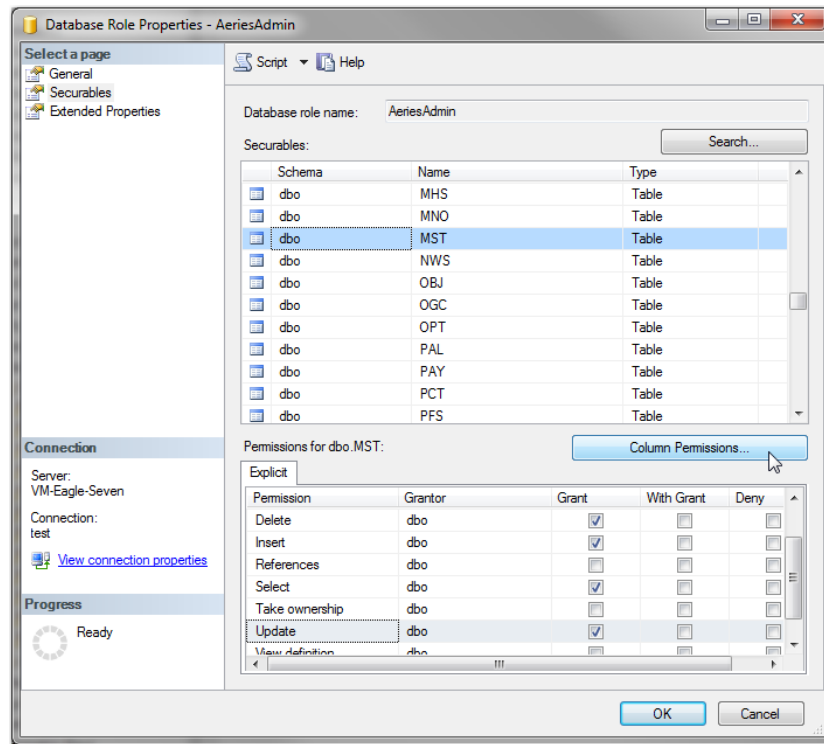 Database Role Properties - AeriesAdmin
Select a page
General
Securables
Extended Properties
Script Help
Database role name: AeriesAdmin
Securables: Search...
Schema Name Type
dbo MHS Table
dbo MNO Table
dbo MST Table
dbo NWS Table
dbo OBJ Table
dbo OGC Table
dbo OPT Table
dbo PAL Table
dbo PAY Table
dbo PCT Table
dbo PFS Table
Connection
Server:
VM-Eagle-Seven
Connection:
test
View connection properties
Progress
Ready
Permissions for dbo.MST: Column Permissions...
Explicit
Permission Grantor Grant With Grant Deny
Delete dbo
Insert dbo
References dbo
Select dbo
Take ownership dbo
Update dbo
View definition dbo
OK Cancel